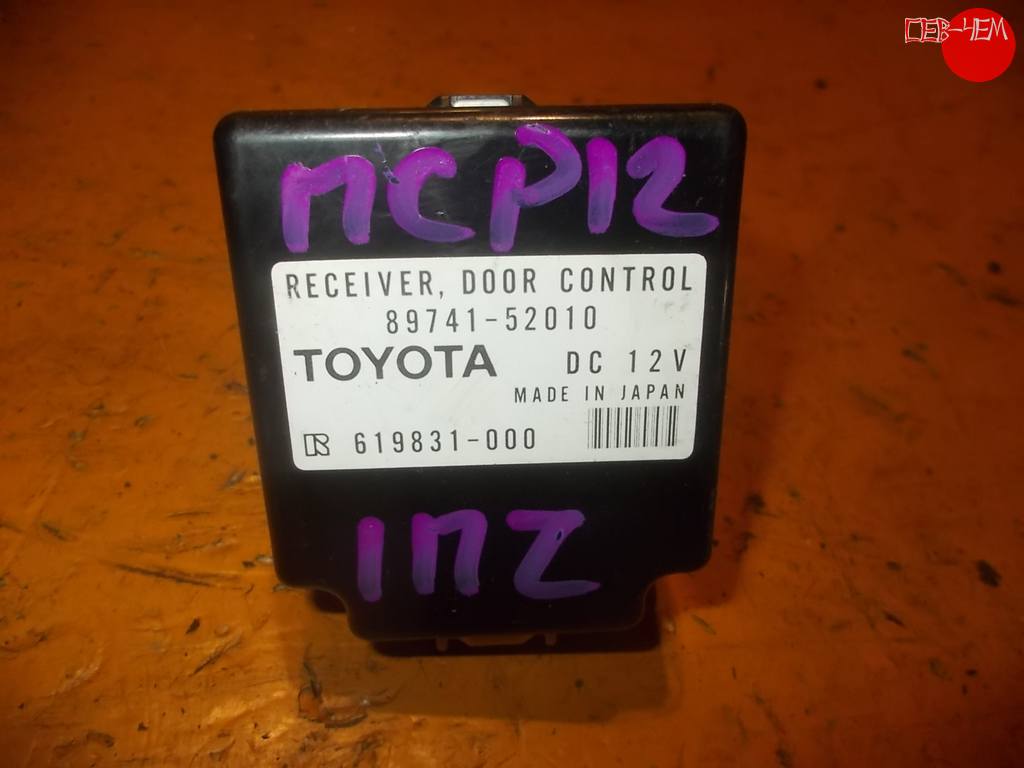 nCP12
RECEIVER, DOOR CONTROL
89741-52010
TOYOTA DC 12V
MADE IN JAPAN
R 619831-000
1nZ